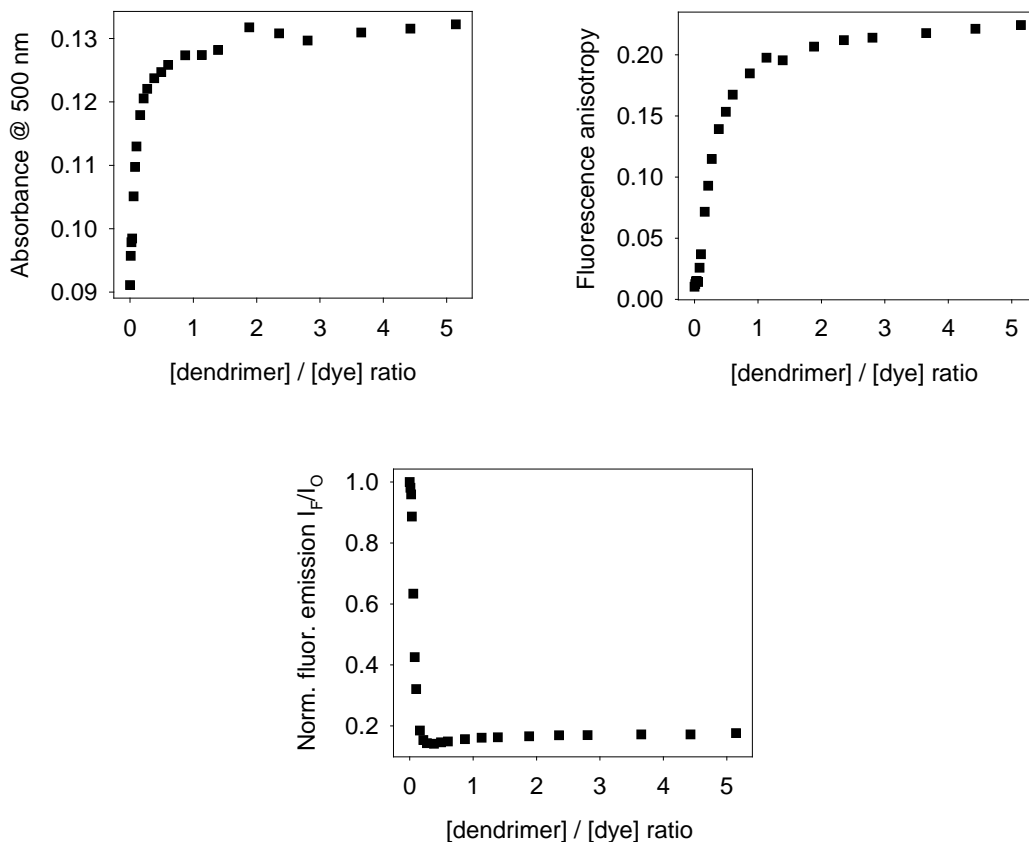 Absorbance @ 500 nm
0.13
0.12
0.11
0.10
0.09
0 1 2 3 4 5
[dendrimer] / [dye] ratio
Fluorescence anisotropy
0.20
0.15
0.10
0.05
0.00
0 1 2 3 4 5
[dendrimer] / [dye] ratio
Norm. fluor. emission I_F/I_O
1.0
0.8
0.6
0.4
0.2
0 1 2 3 4 5
[dendrimer] / [dye] ratio